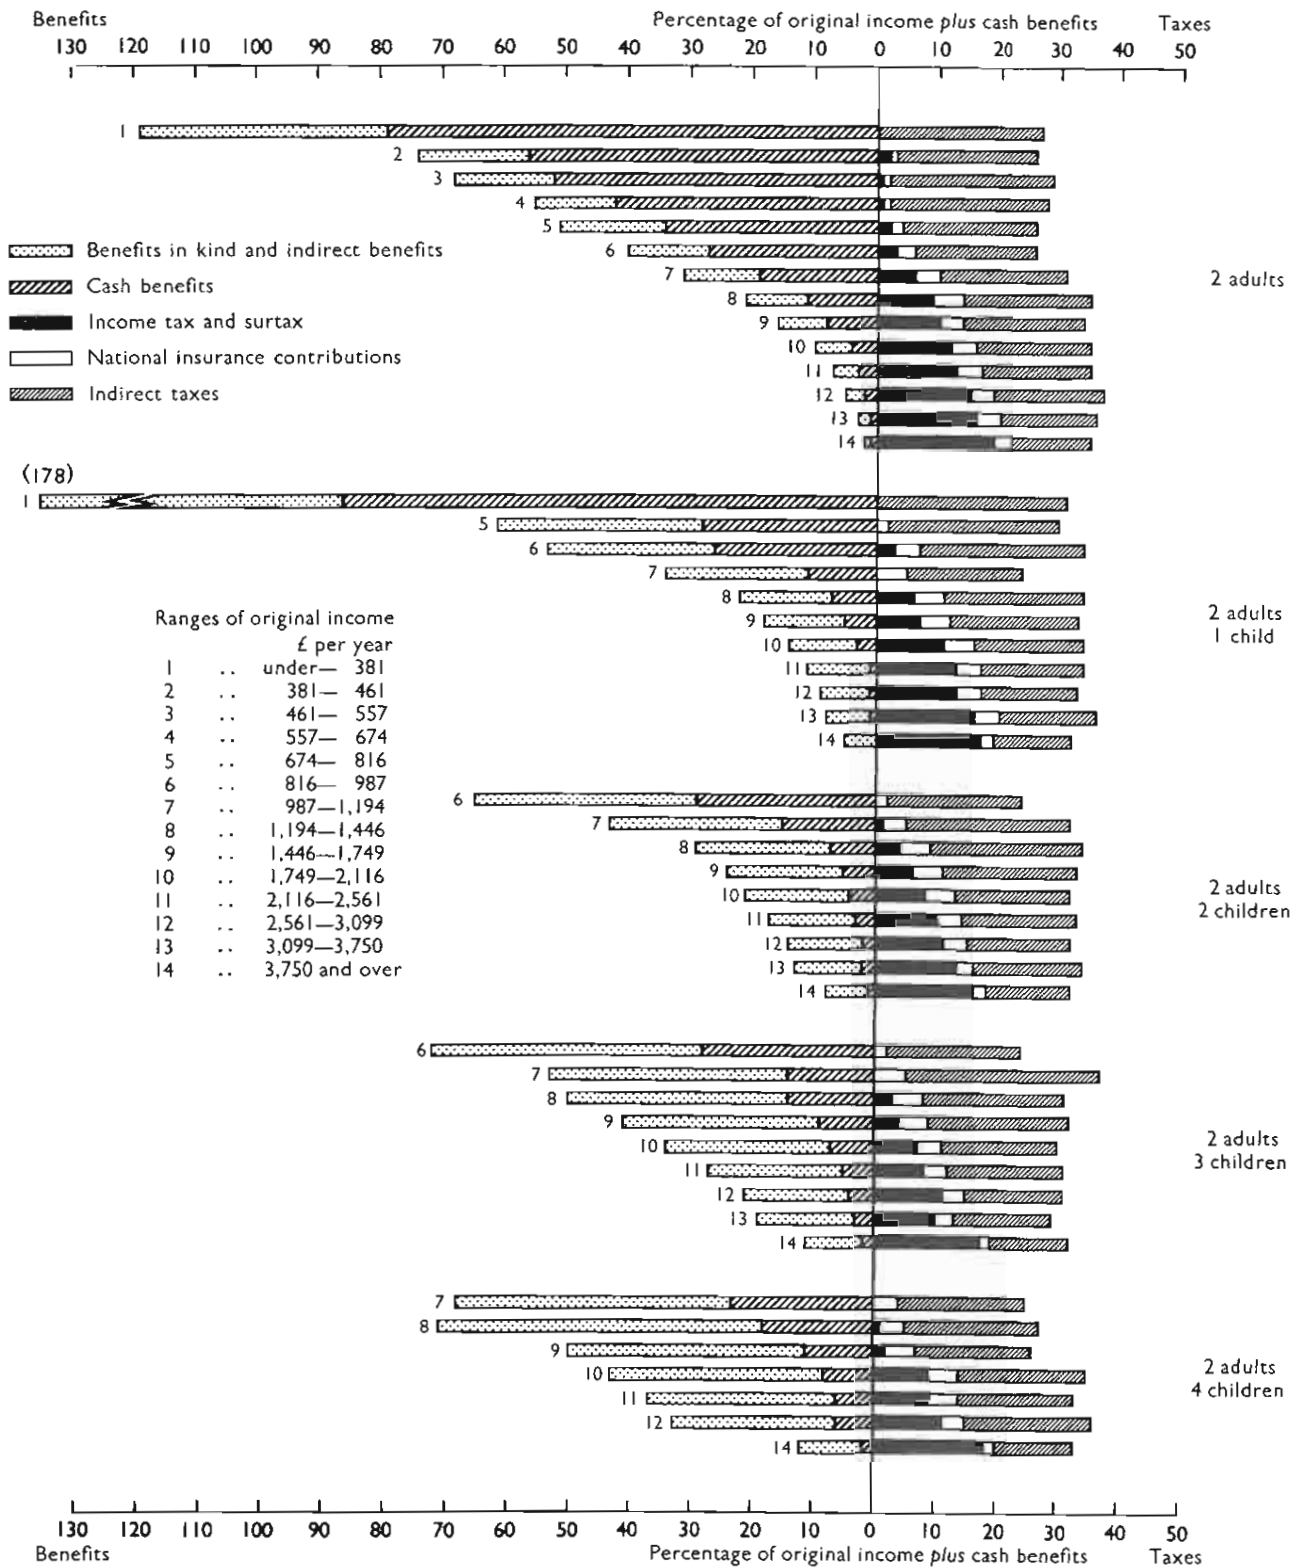 Benefits Percentage of original income plus cash benefits Taxes
130 120 110 100 90 80 70 60 50 40 30 20 10 0 10 20 30 40 50
1
2
3
4
5
6
7
8
9
10
11
12
13
14
2 adults
Benefits in kind and indirect benefits
Cash benefits
Income tax and surtax
National insurance contributions
Indirect taxes
(178)
1
5
6
7
8
9
10
11
12
13
14
2 adults
1 child
Ranges of original income
£ per year
1 .. under— 381
2 .. 381— 461
3 .. 461— 557
4 .. 557— 674
5 .. 674— 816
6 .. 816— 987
7 .. 987—1,194
8 .. 1,194—1,446
9 .. 1,446—1,749
10 .. 1,749—2,116
11 .. 2,116—2,561
12 .. 2,561—3,099
13 .. 3,099—3,750
14 .. 3,750 and over
6
7
8
9
10
11
12
13
14
2 adults
2 children
6
7
8
9
10
11
12
13
14
2 adults
3 children
7
8
9
10
11
12
14
2 adults
4 children
130 120 110 100 90 80 70 60 50 40 30 20 10 0 10 20 30 40 50
Benefits Percentage of original income plus cash benefits Taxes